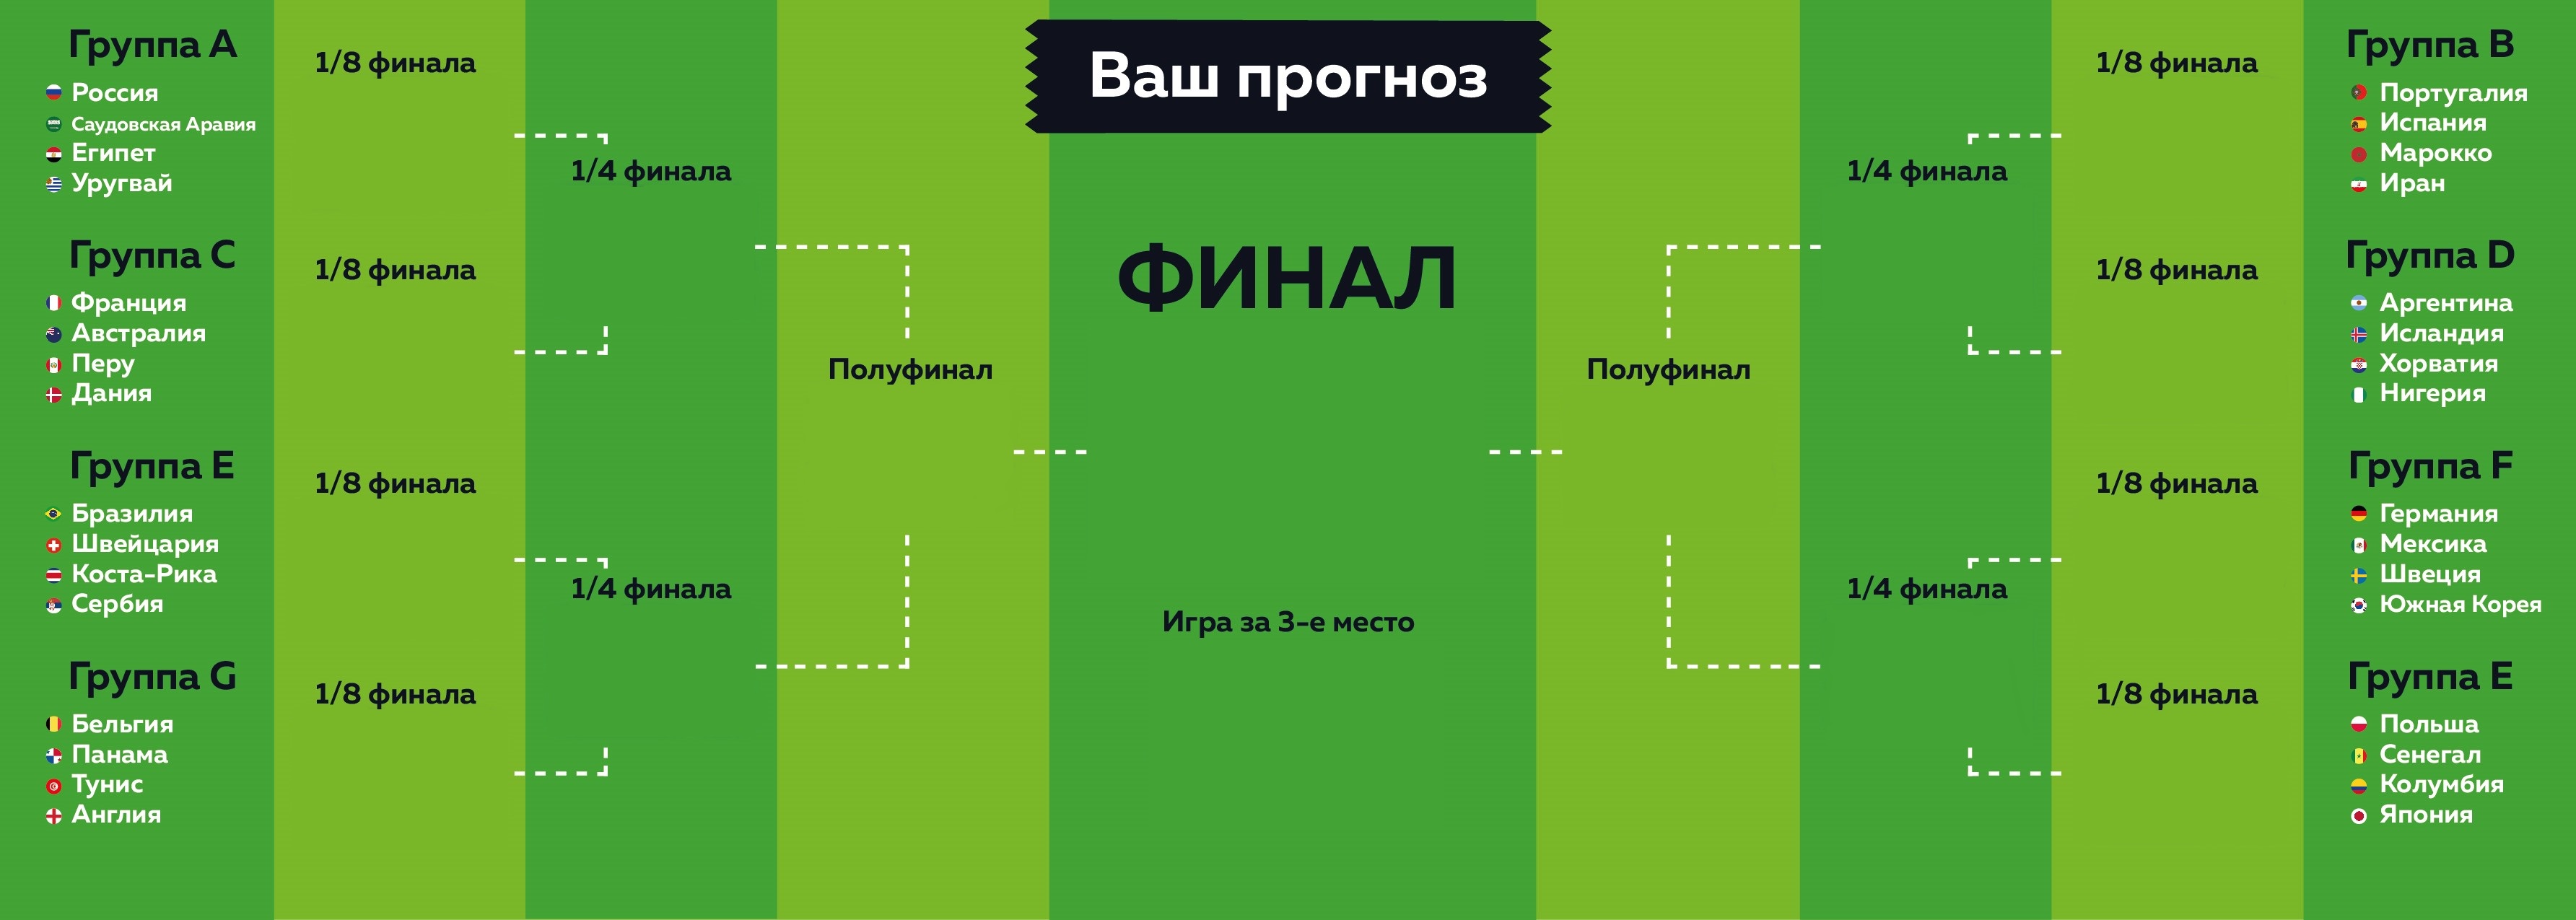 Ваш прогноз
Группа A
Россия
Саудовская Аравия
Египет
Уругвай
Группа C
Франция
Австралия
Перу
Дания
Группа E
Бразилия
Швейцария
Коста-Рика
Сербия
Группа G
Бельгия
Панама
Тунис
Англия
1/8 финала
1/8 финала
1/8 финала
1/8 финала
1/4 финала
1/4 финала
Полуфинал
ФИНАЛ
Игра за 3-е место
Полуфинал
1/4 финала
1/4 финала
1/8 финала
1/8 финала
1/8 финала
1/8 финала
Группа B
Португалия
Испания
Марокко
Иран
Группа D
Аргентина
Исландия
Хорватия
Нигерия
Группа F
Германия
Мексика
Швеция
Южная Корея
Группа E
Польша
Сенегал
Колумбия
Япония